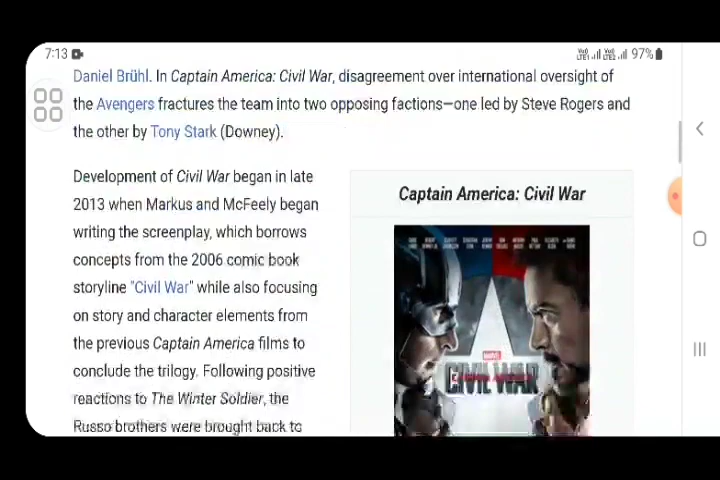 7:13
97%
Daniel Brühl. In Captain America: Civil War, disagreement over international oversight of
the Avengers fractures the team into two opposing factions—one led by Steve Rogers and
the other by Tony Stark (Downey).
Development of Civil War began in late
2013 when Markus and McFeely began
writing the screenplay, which borrows
concepts from the 2006 comic book
storyline "Civil War" while also focusing
on story and character elements from
the previous Captain America films to
conclude the trilogy. Following positive
reactions to The Winter Soldier, the
Russo brothers were brought back to
Captain America: Civil War
MARVEL
CIVIL WAR